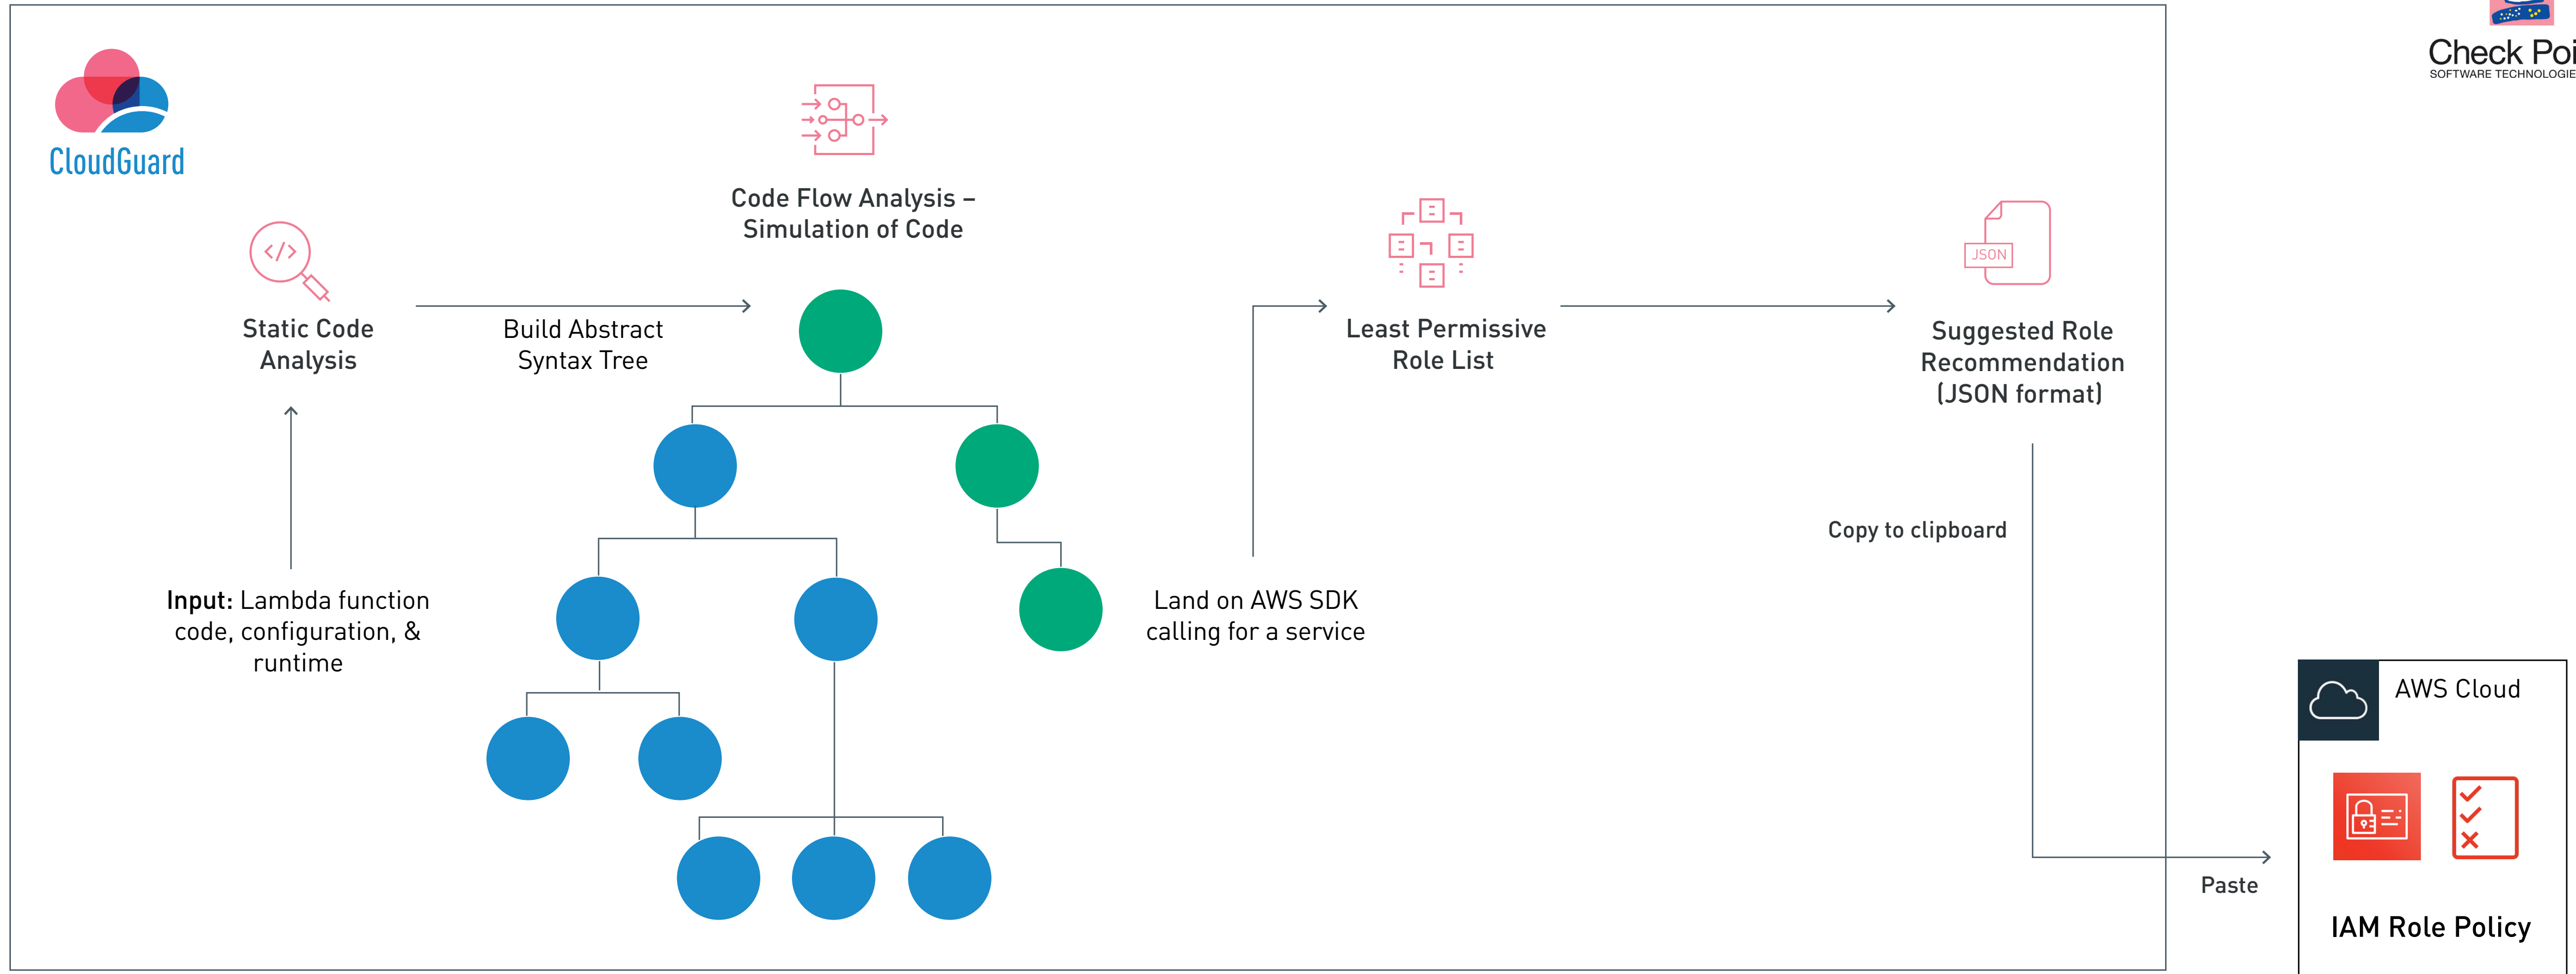 Check Poi
SOFTWARE TECHNOLOGIE
CloudGuard
Code Flow Analysis –
Simulation of Code
Static Code
Analysis
Build Abstract
Syntax Tree
Least Permissive
Role List
JSON
Suggested Role
Recommendation
(JSON format)
Copy to clipboard
Input: Lambda function
code, configuration, &
runtime
Land on AWS SDK
calling for a service
AWS Cloud
Paste
IAM Role Policy